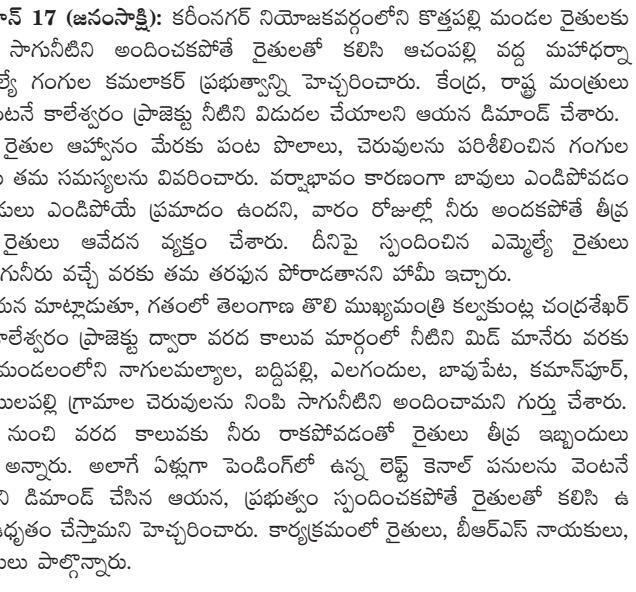 17 (జనంసాక్షి): కరీంనగర్ నియోజకవర్గంలోని కొత్తపల్లి మండల రైతులకు
సాగునీటిని అందించకపోతే రైతులతో కలిసి ఆచంపల్లి వద్ద మహాధర్నా
గంగుల కమలాకర్ ప్రభుత్వాన్ని హెచ్చరించారు. కేంద్ర, రాష్ట్ర మంత్రులు
కాలేశ్వరం ప్రాజెక్టు నీటిని విడుదల చేయాలని ఆయన డిమాండ్ చేశారు.
రైతుల ఆహ్వానం మేరకు పంట పొలాలు, చెరువులను పరిశీలించిన గంగుల
తమ సమస్యలను వివరించారు. వర్షాభావం కారణంగా బావులు ఎండిపోవడం
ఎండిపోయే ప్రమాదం ఉందని, వారం రోజుల్లో నీరు అందకపోతే తీవ్ర
రైతులు ఆవేదన వ్యక్తం చేశారు. దీనిపై స్పందించిన ఎమ్మెల్యే రైతులు
వచ్చే వరకు తమ తరఫున పోరాడతానని హామీ ఇచ్చారు.
మాట్లాడుతూ, గతంలో తెలంగాణ తొలి ముఖ్యమంత్రి కల్వకుంట్ల చంద్రశేఖర్
ప్రాజెక్టు ద్వారా వరద కాలువ మార్గంలో నీటిని మిడ్ మానేరు వరకు
మండలంలోని నాగులమల్యాల, బద్దిపల్లి, ఎలగందుల, బావుపేట, కమాన్‌పూర్,
గ్రామాల చెరువులను నింపి సాగునీటిని అందించామని గుర్తు చేశారు.
నుంచి వరద కాలువకు నీరు రాకపోవడంతో రైతులు తీవ్ర ఇబ్బందులు
అన్నారు. అలాగే ఏళ్లుగా పెండింగ్‌లో ఉన్న లెఫ్ట్ కెనాల్ పనులను వెంటనే
డిమాండ్ చేసిన ఆయన, ప్రభుత్వం స్పందించకపోతే రైతులతో కలిసి ఉ
చేస్తామని హెచ్చరించారు. కార్యక్రమంలో రైతులు, బీఆర్ఎస్ నాయకులు,
పాల్గొన్నారు.